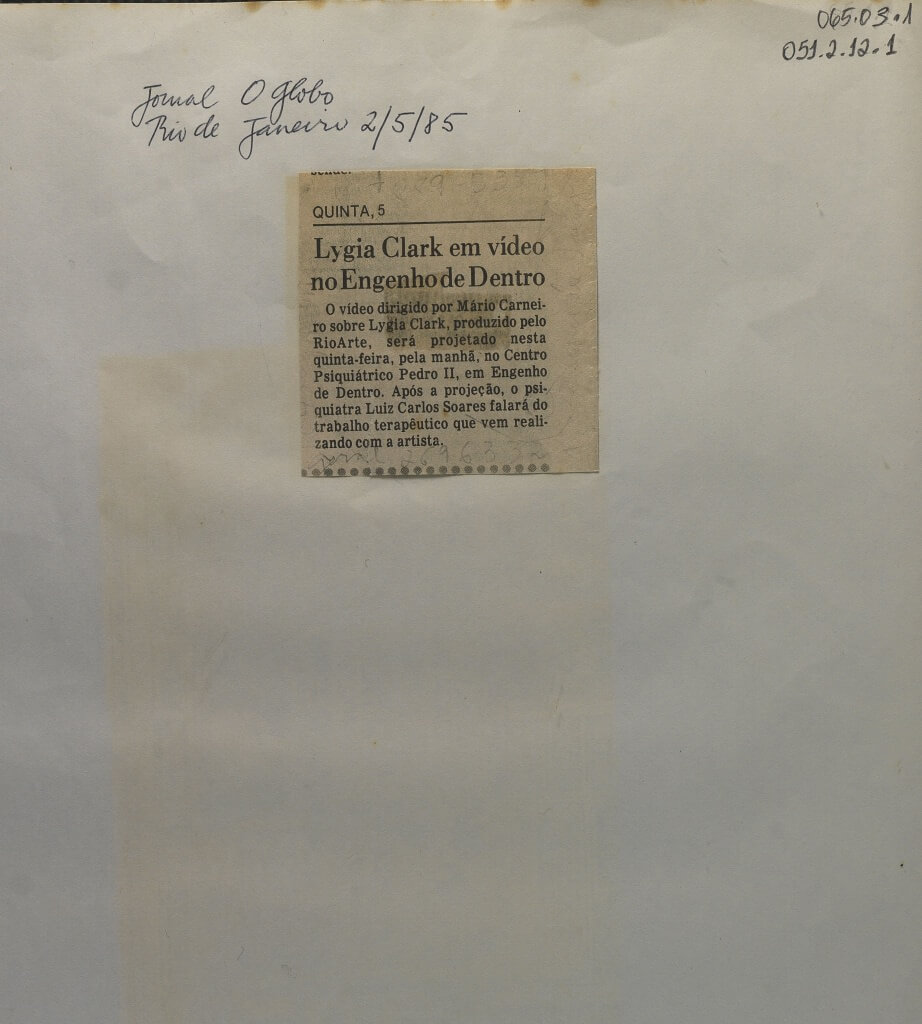 065.03.1
051.2.12.1
Jornal O Globo
Rio de Janeiro 2/5/85
QUINTA, 5
Lygia Clark em vídeo
no Engenho de Dentro
O vídeo dirigido por Mário Carnei-
ro sobre Lygia Clark, produzido pelo
RioArte, será projetado nesta
quinta-feira, pela manhã, no Centro
Psiquiátrico Pedro II, em Engenho
de Dentro. Após a projeção, o psi-
quiatra Luiz Carlos Soares falará do
trabalho terapêutico que vem reali-
zando com a artista.